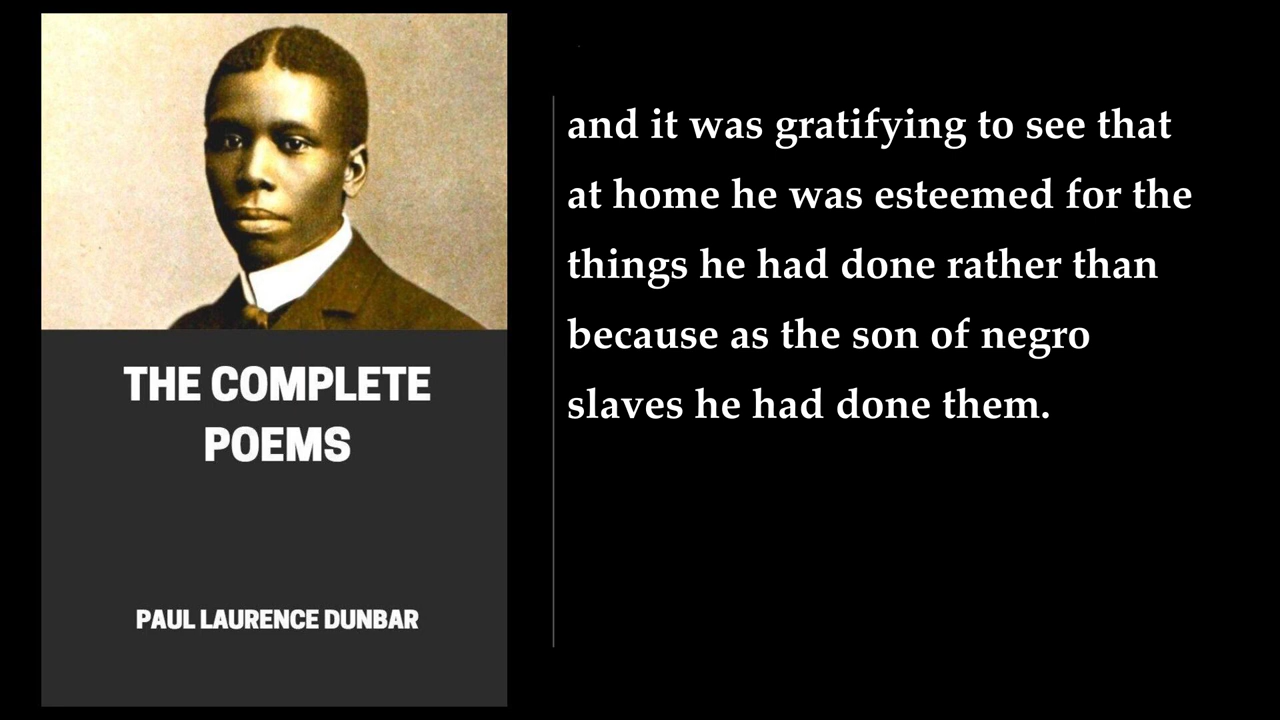 THE COMPLETE
POEMS
PAUL LAURENCE DUNBAR
and it was gratifying to see that
at home he was esteemed for the
things he had done rather than
because as the son of negro
slaves he had done them.